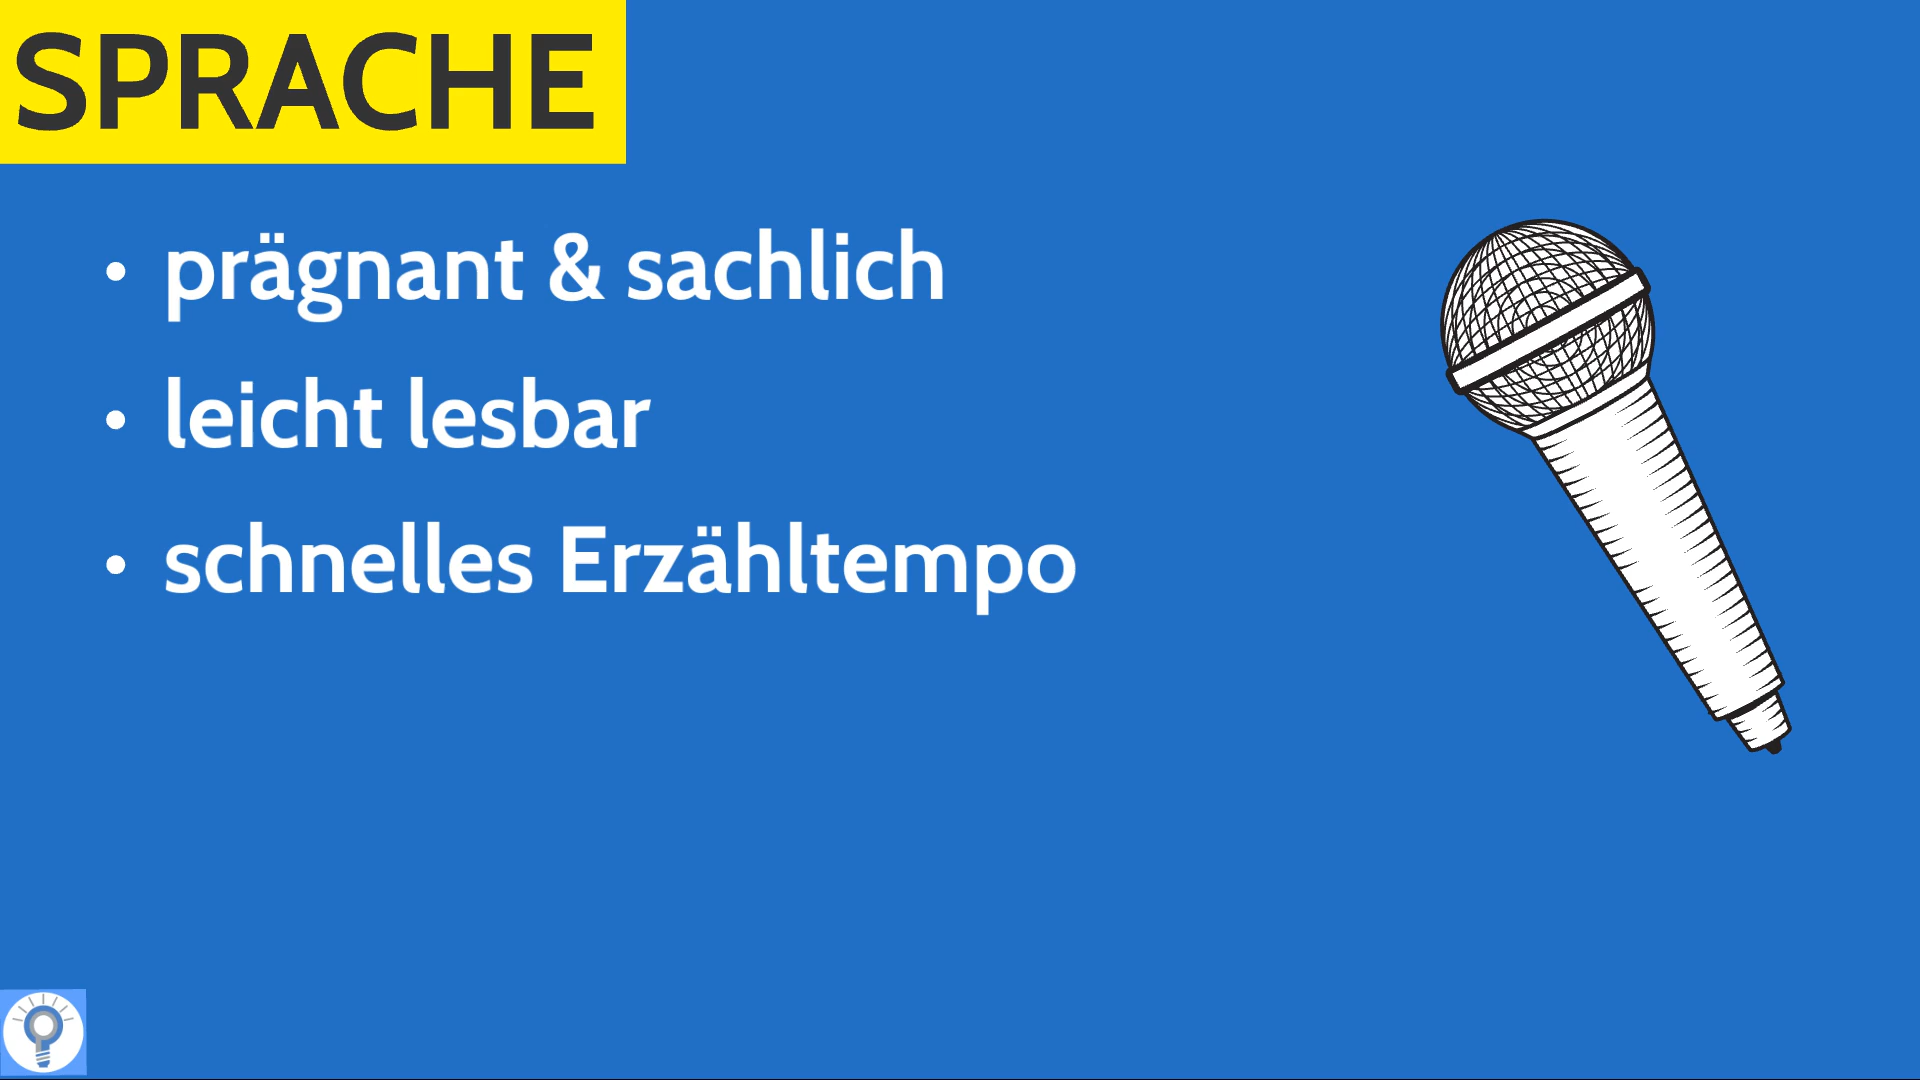 SPRACHE
• prägnant & sachlich
• leicht lesbar
• schnelles Erzähltempo